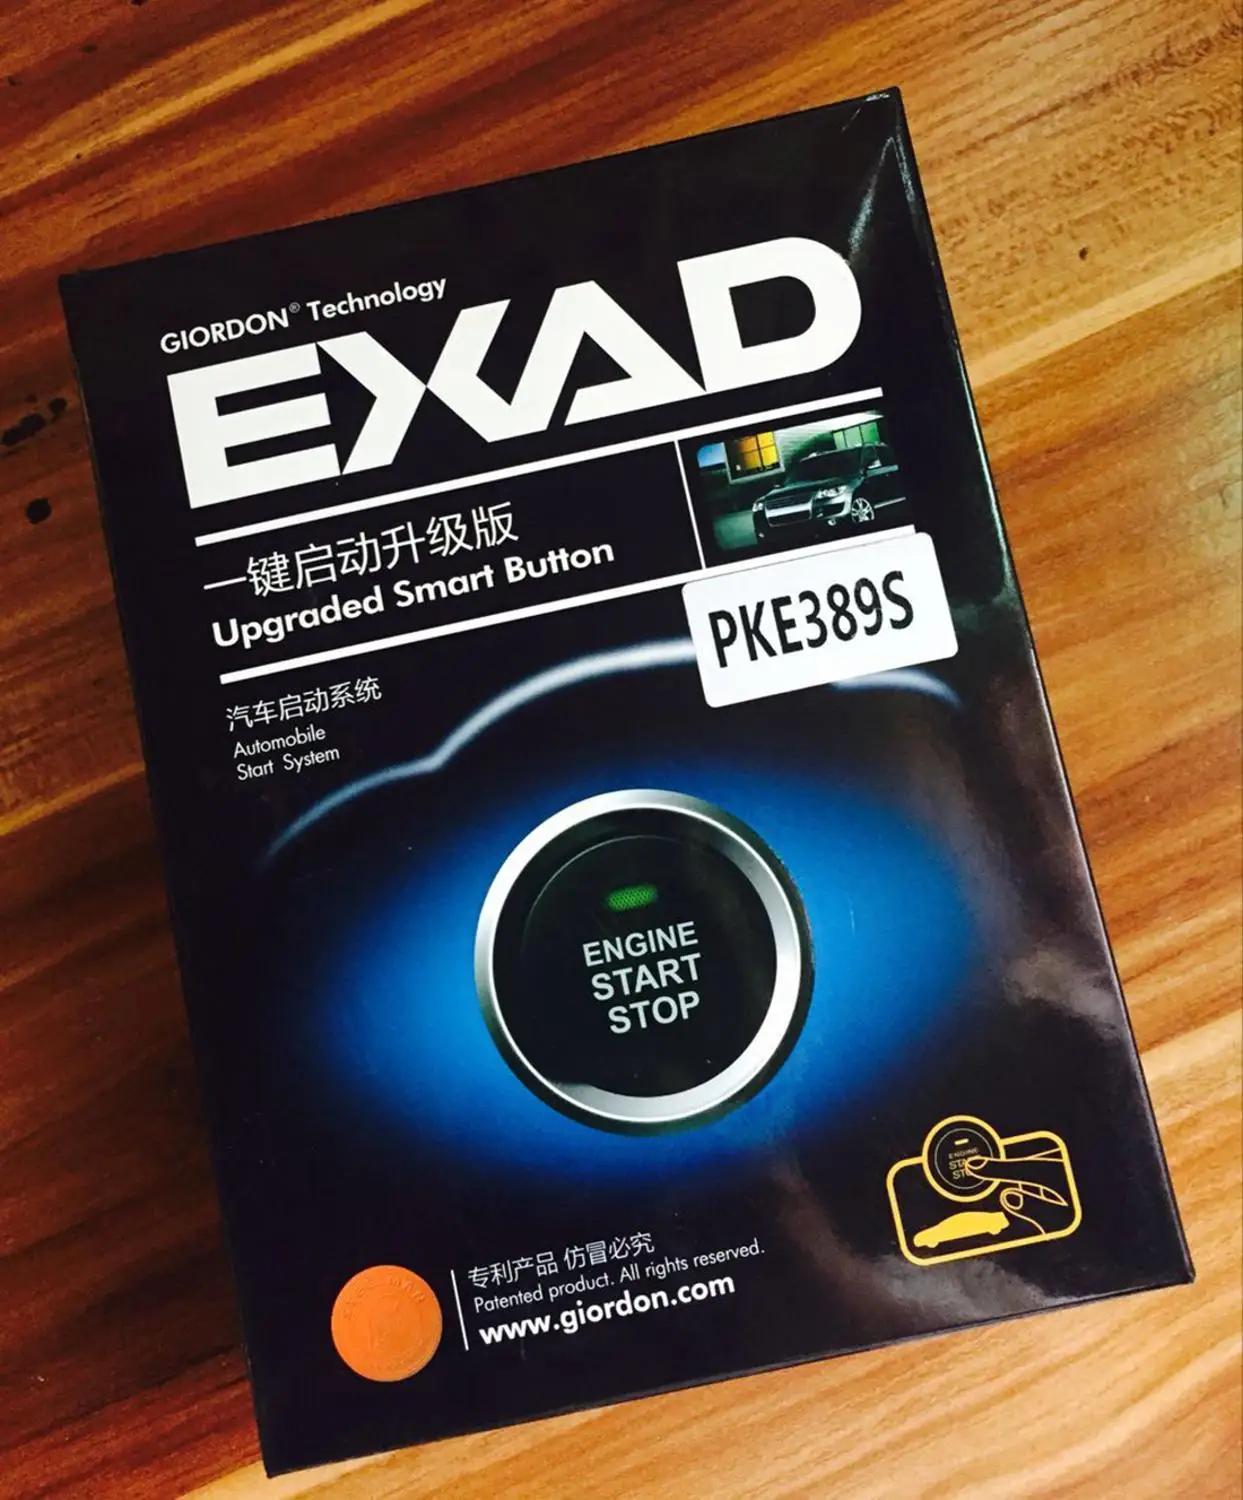 GIORDON® Technology
EXAD
一键启动升级版
Upgraded Smart Button
PKE389S
汽车启动系统
Automobile
Start System
ENGINE
START
STOP
ENGINE
专利产品 仿冒必究
Patented product. All rights reserved.
www.giordon.com